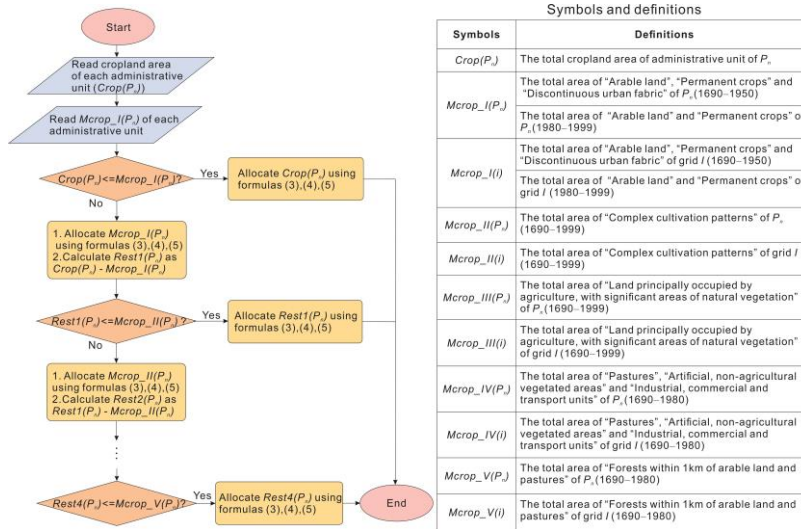 Start
Read cropland area
of each administrative
unit (Crop(Pₙ))
Read Mcrop_I(Pₙ) of each
administrative unit
Crop(Pₙ)<=Mcrop_I(Pₙ)?
Yes
Allocate Crop(Pₙ) using
formulas (3),(4),(5)
No
1. Allocate Mcrop_I(Pₙ)
using formulas (3),(4),(5)
2.Calculate Rest1(Pₙ) as
Crop(Pₙ) - Mcrop_I(Pₙ)
Rest1(Pₙ)<=Mcrop_II(Pₙ)?
Yes
Allocate Rest1(Pₙ) using
formulas (3),(4),(5)
No
1. Allocate Mcrop_II(Pₙ)
using formulas (3),(4),(5)
2.Calculate Rest2(Pₙ) as
Rest1(Pₙ) - Mcrop_II(Pₙ)
Rest4(Pₙ)<=Mcrop_V(Pₙ)?
Yes
Allocate Rest4(Pₙ) using
formulas (3),(4),(5)
End
Symbols and definitions
Symbols Definitions
Crop(Pₙ) The total cropland area of administrative unit of Pₙ
Mcrop_I(Pₙ)
The total area of “Arable land”, “Permanent crops” and
“Discontinuous urban fabric” of Pₙ(1690–1950)
The total area of “Arable land” and “Permanent crops” of
Pₙ(1980–1999)
Mcrop_I(i)
The total area of “Arable land”, “Permanent crops” and
“Discontinuous urban fabric” of grid I (1690–1950)
The total area of “Arable land” and “Permanent crops” of
grid I (1980–1999)
Mcrop_II(Pₙ)
The total area of “Complex cultivation patterns” of Pₙ
(1690–1999)
Mcrop_II(i)
The total area of “Complex cultivation patterns” of grid I
(1690–1999)
Mcrop_III(Pₙ)
The total area of “Land principally occupied by
agriculture, with significant areas of natural vegetation”
of Pₙ(1690–1999)
Mcrop_III(i)
The total area of “Land principally occupied by
agriculture, with significant areas of natural vegetation”
of grid I (1690–1999)
Mcrop_IV(Pₙ)
The total area of “Pastures”, “Artificial, non-agricultural
vegetated areas” and “Industrial, commercial and
transport units” of Pₙ(1690–1980)
Mcrop_IV(i)
The total area of “Pastures”, “Artificial, non-agricultural
vegetated areas” and “Industrial, commercial and
transport units” of grid I (1690–1980)
Mcrop_V(Pₙ)
The total area of “Forests within 1km of arable land and
pastures” of Pₙ(1690–1980)
Mcrop_V(i)
The total area of “Forests within 1km of arable land and
pastures” of grid I (1690–1980)